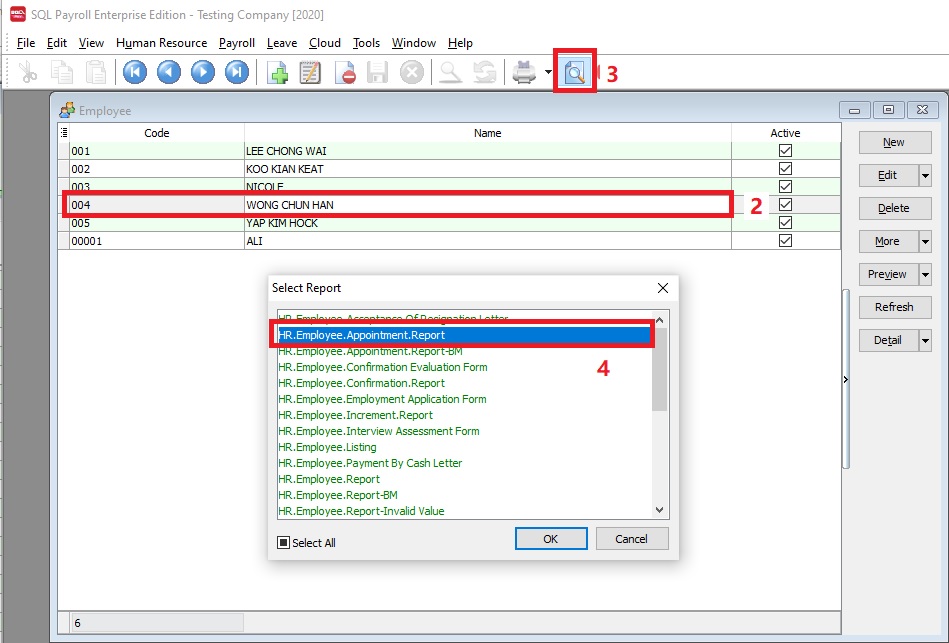 SQL Payroll Enterprise Edition - Testing Company [2020]
File Edit View Human Resource Payroll Leave Cloud Tools Window Help
3
Employee
Code Name Active
001 LEE CHONG WAI
002 KOO KIAN KEAT
003 NICOLE
004 WONG CHUN HAN
2
005 YAP KIM HOCK
00001 ALI
New
Edit
Delete
More
Preview
Refresh
Detail
Select Report
HR.Employee.Acceptance Of Resignation Letter
HR.Employee.Appointment.Report
HR.Employee.Appointment.Report-BM
4
HR.Employee.Confirmation Evaluation Form
HR.Employee.Confirmation.Report
HR.Employee.Employment Application Form
HR.Employee.Increment.Report
HR.Employee.Interview Assessment Form
HR.Employee.Listing
HR.Employee.Payment By Cash Letter
HR.Employee.Report
HR.Employee.Report-BM
HR.Employee.Report-Invalid Value
Select All
OK
Cancel
6